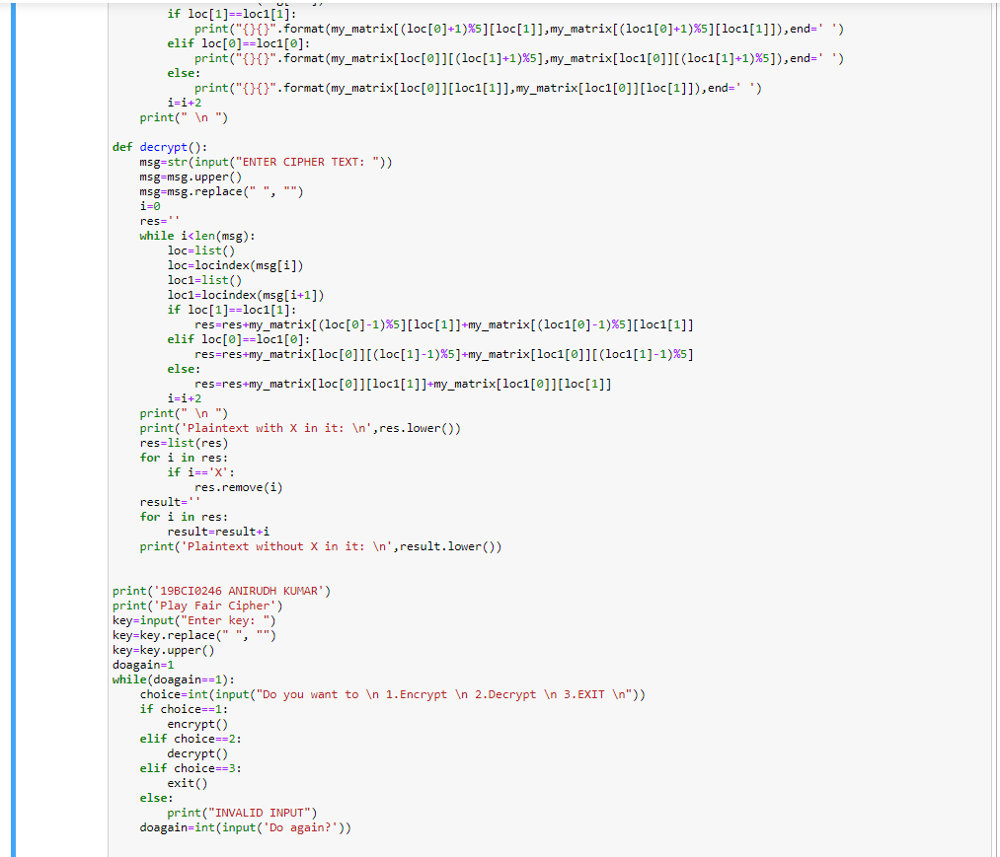 if loc[1]==loc1[1]:
            print("{}{}".format(my_matrix[(loc[0]+1)%5][loc[1]],my_matrix[(loc1[0]+1)%5][loc1[1]]),end=' ')
        elif loc[0]==loc1[0]:
            print("{}{}".format(my_matrix[loc[0]][(loc[1]+1)%5],my_matrix[loc1[0]][(loc1[1]+1)%5]),end=' ')
        else:
            print("{}{}".format(my_matrix[loc[0]][loc1[1]],my_matrix[loc1[0]][loc[1]]),end=' ')
        i=i+2
    print(" \n ")

def decrypt():
    msg=str(input("ENTER CIPHER TEXT: "))
    msg=msg.upper()
    msg=msg.replace(" ", "")
    i=0
    res=''
    while i<len(msg):
        loc=list()
        loc=locindex(msg[i])
        loc1=list()
        loc1=locindex(msg[i+1])
        if loc[1]==loc1[1]:
            res=res+my_matrix[(loc[0]-1)%5][loc[1]]+my_matrix[(loc1[0]-1)%5][loc1[1]]
        elif loc[0]==loc1[0]:
            res=res+my_matrix[loc[0]][(loc[1]-1)%5]+my_matrix[loc1[0]][(loc1[1]-1)%5]
        else:
            res=res+my_matrix[loc[0]][loc1[1]]+my_matrix[loc1[0]][loc[1]]
        i=i+2
    print(" \n ")
    print('Plaintext with X in it: \n',res.lower())
    res=list(res)
    for i in res:
        if i=='X':
            res.remove(i)
    result=''
    for i in res:
        result=result+i
    print('Plaintext without X in it: \n',result.lower())

print('19BCI0246 ANIRUDH KUMAR')
print('Play Fair Cipher')
key=input("Enter key: ")
key=key.replace(" ", "")
key=key.upper()
doagain=1
while(doagain==1):
    choice=int(input("Do you want to \n 1.Encrypt \n 2.Decrypt \n 3.EXIT \n"))
    if choice==1:
        encrypt()
    elif choice==2:
        decrypt()
    elif choice==3:
        exit()
    else:
        print("INVALID INPUT")
    doagain=int(input('Do again?'))